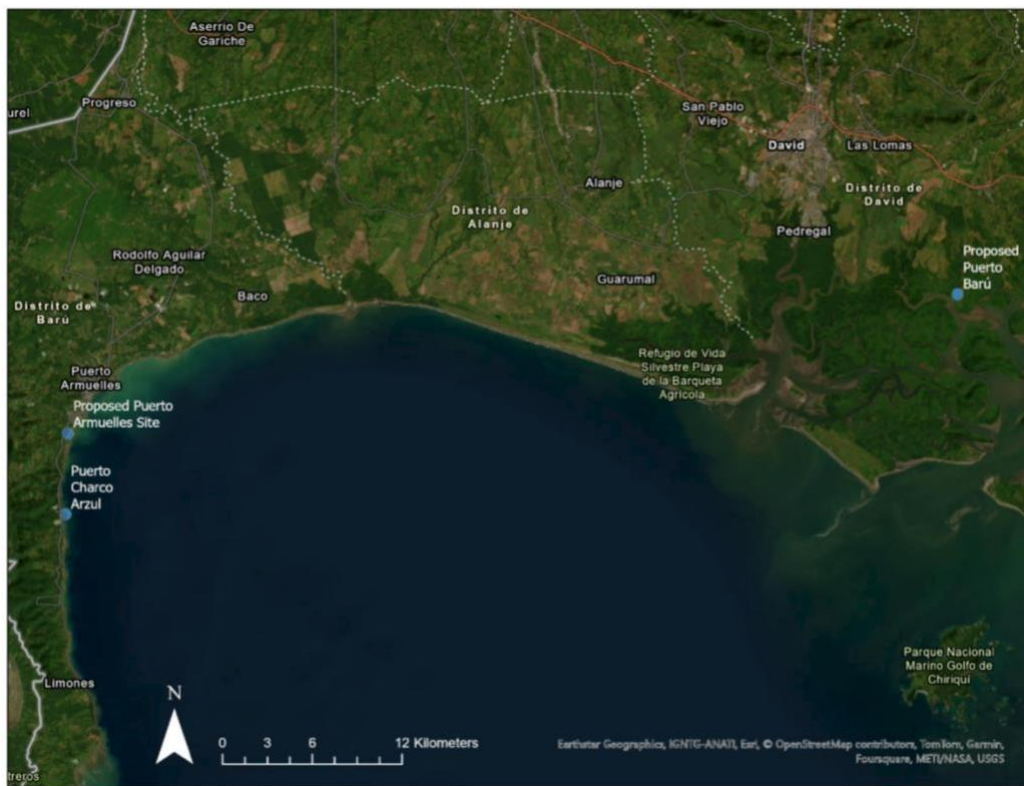 Aserrio De
Gariche
Progreso
urel
San Pablo
Viejo
David
Las Lomas
Alanje
Distrito de
David
Distrito de
Alanje
Pedregal
Rodolfo Aguilar
Delgado
Proposed
Puerto
Barú
Guarumal
Baco
Distrito de
Barú
Refugio de Vida
Silvestre Playa
de la Barqueta
Agricola
Puerto
Armuelles
Proposed Puerto
Armuelles Site
Puerto
Charco
Arzul
Parque Nacional
Marino Golfo de
Chiriquí
Limones
N
0 3 6 12 Kilometers
Earthstar Geographics, IGNTG-ANATI, Esri, © OpenStreetMap contributors, TomTom, Garmin,
Foursquare, METI/NASA, USGS
treros